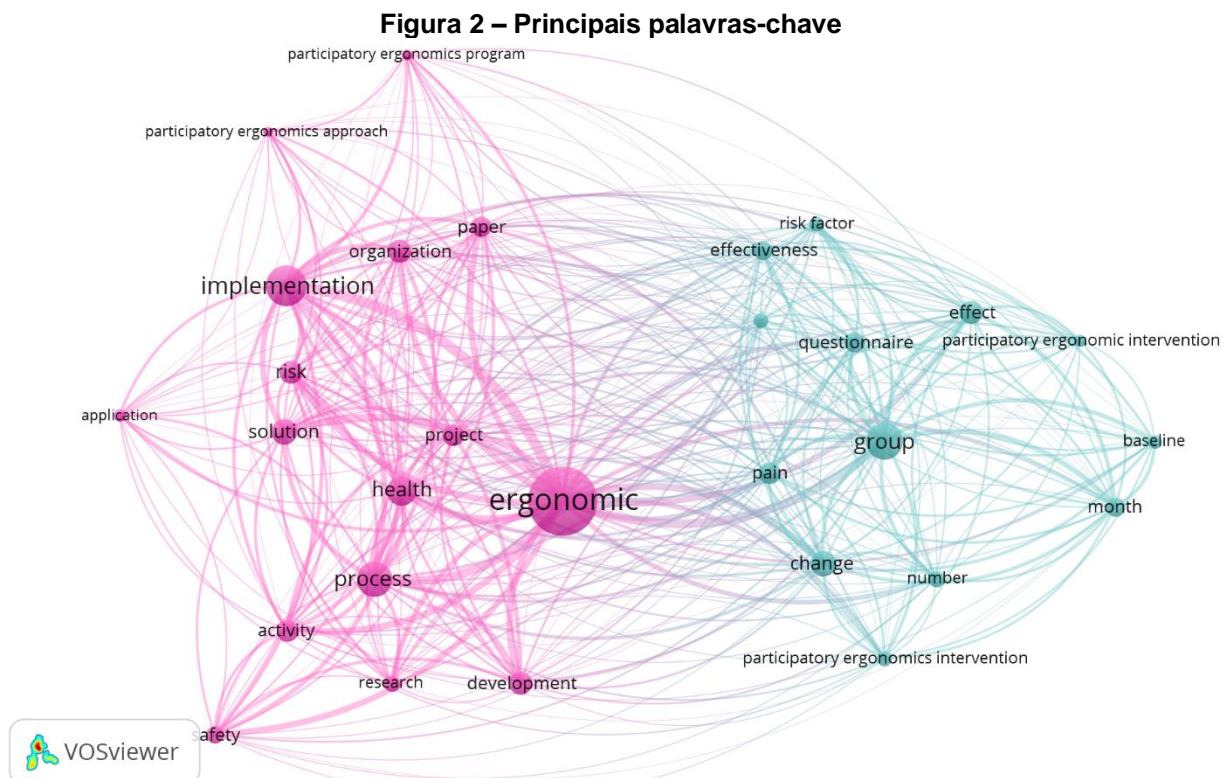 Figura 2 – Principais palavras-chave
participatory ergonomics program
participatory ergonomics approach
risk factor
paper
organization
effectiveness
implementation
effect
questionnaire
participatory ergonomic intervention
risk
application
solution
project
group
baseline
pain
health
ergonomic
month
change
process
number
activity
participatory ergonomics intervention
research
development
safety
VOSviewer